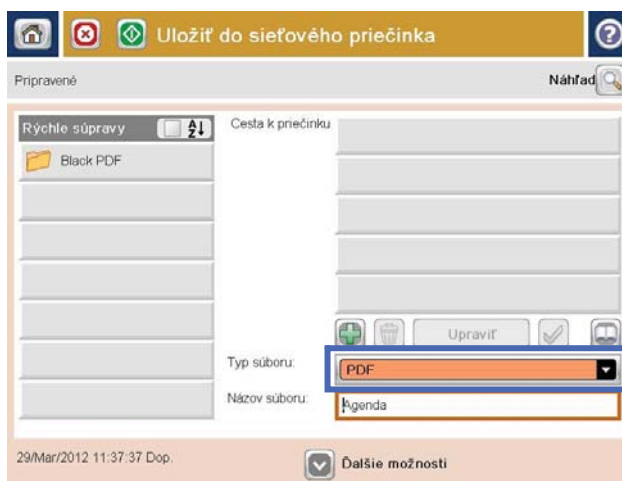 Uložiť do sieťového priečinka
Pripravené
Náhľad
Rýchle súpravy
Cesta k priečinku
Black PDF
Upraviť
Typ súboru:
PDF
Názov súboru:
Agenda
29/Mar/2012 11:37:37 Dop.
Ďalšie možnosti